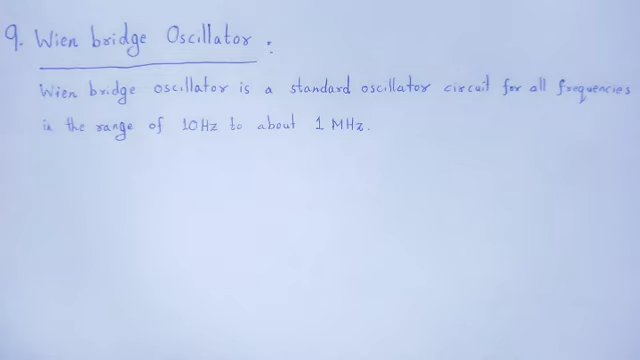 9. Wien bridge Oscillator :
Wien bridge oscillator is a standard oscillator circuit for all frequencies
in the range of 10Hz to about 1 MHz.